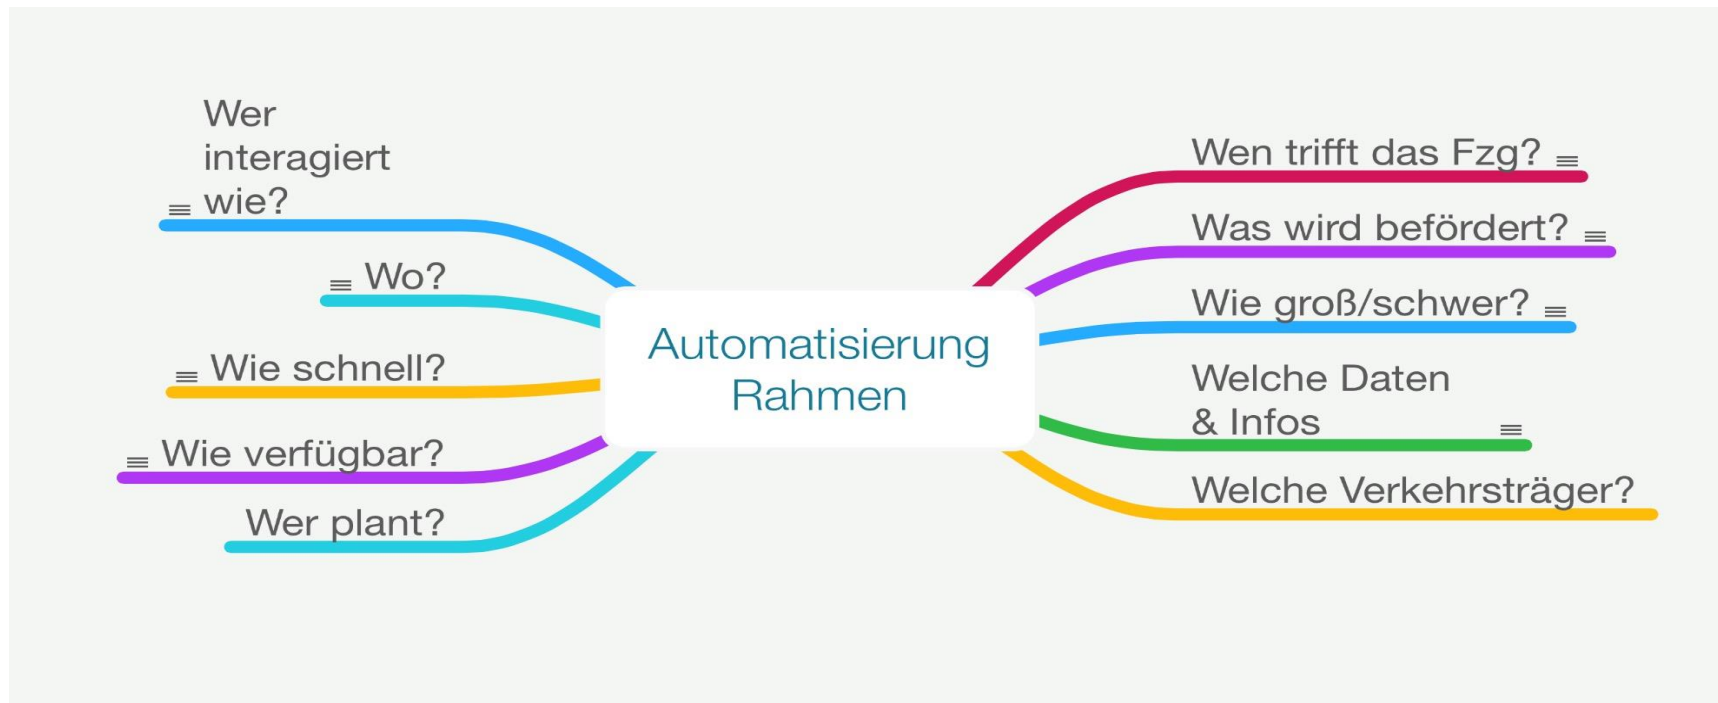 Wer
interagiert
wie?
Wo?
Wie schnell?
Wie verfügbar?
Wer plant?
Automatisierung
Rahmen
Wen trifft das Fzg?
Was wird befördert?
Wie groß/schwer?
Welche Daten
& Infos
Welche Verkehrsträger?